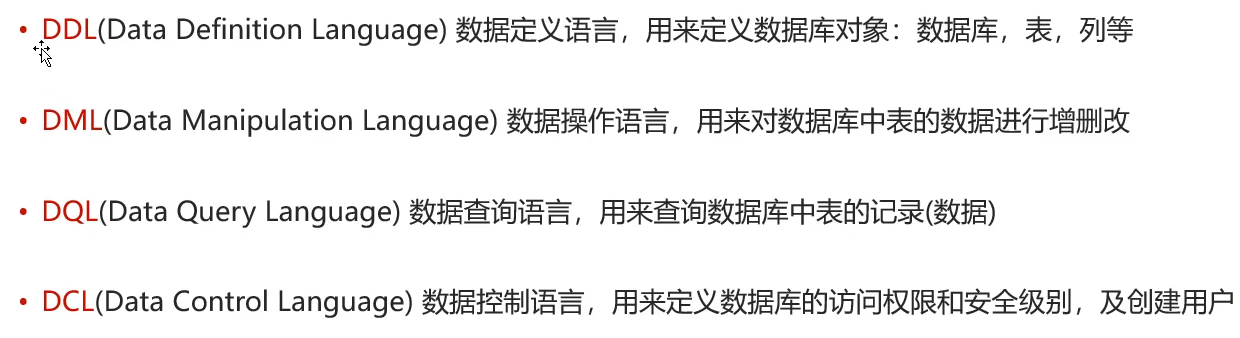 • DDL(Data Definition Language) 数据定义语言，用来定义数据库对象：数据库，表，列等
• DML(Data Manipulation Language) 数据操作语言，用来对数据库中表的数据进行增删改
• DQL(Data Query Language) 数据查询语言，用来查询数据库中表的记录(数据)
• DCL(Data Control Language) 数据控制语言，用来定义数据库的访问权限和安全级别，及创建用户